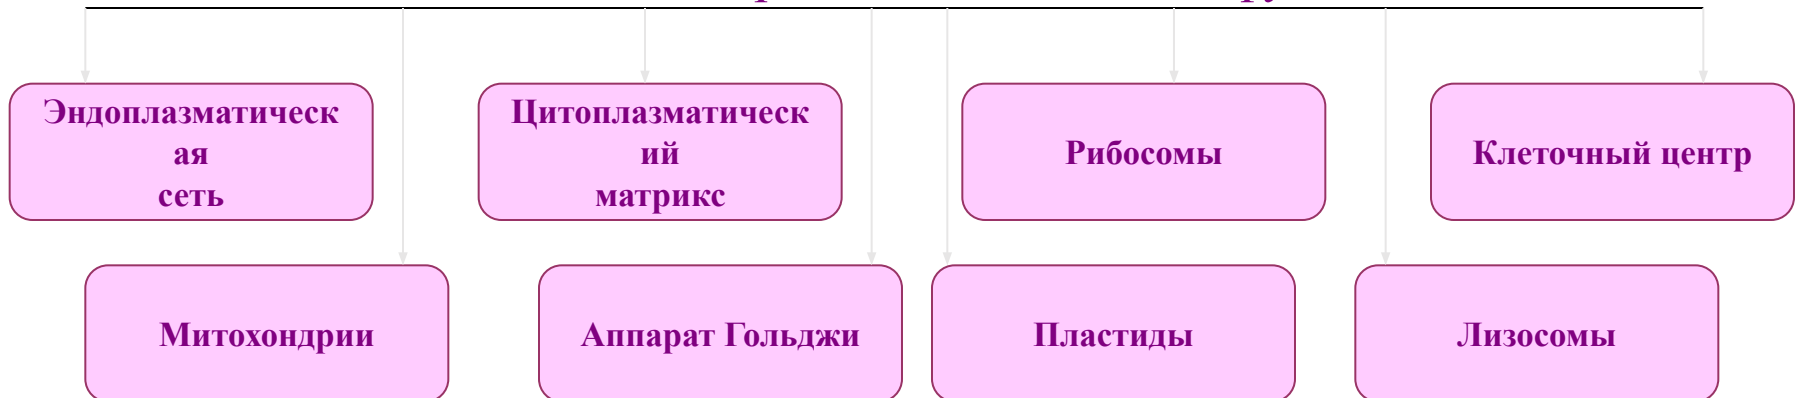 Эндоплазматическ
ая
сеть
Цитоплазматическ
ий
матрикс
Рибосомы
Клеточный центр
Митохондрии
Аппарат Гольджи
Пластиды
Лизосомы